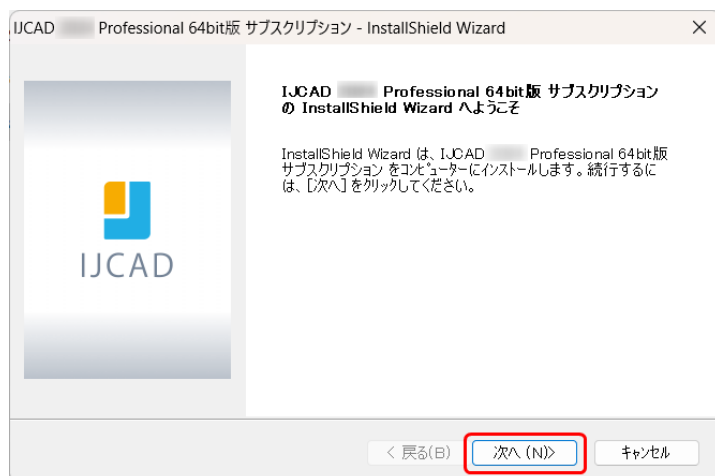 IJCAD Professional 64bit版 サブスクリプション - InstallShield Wizard
IJCAD Professional 64bit版 サブスクリプション
の InstallShield Wizard へようこそ
InstallShield Wizard は、IJCAD Professional 64bit版
サブスクリプション をコンピューターにインストールします。続行するに
は、[次へ] をクリックしてください。
IJCAD
< 戻る(B)
次へ (N)>
キャンセル